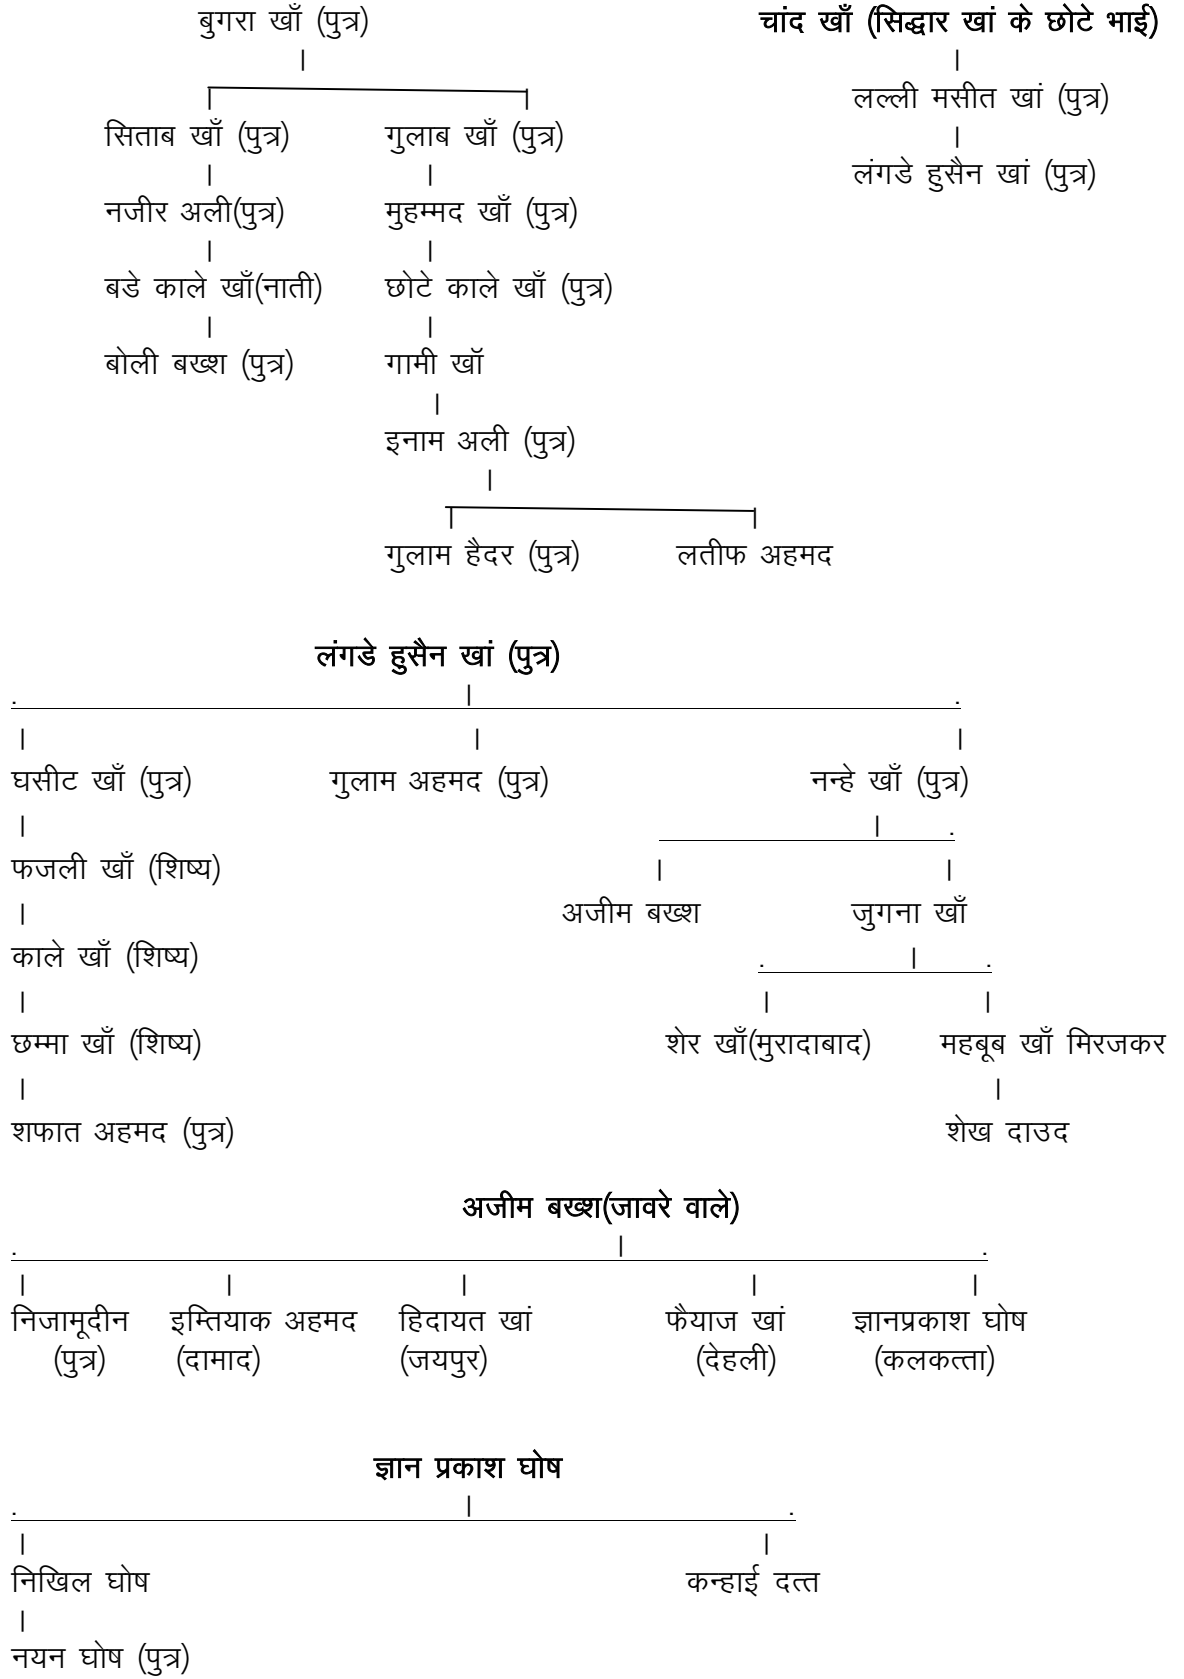 बुगरा खाँ (पुत्र) चांद खाँ (सिद्धार खां के छोटे भाई)
लल्ली मसीत खां (पुत्र)
सिताब खाँ (पुत्र) गुलाब खाँ (पुत्र)
लंगडे हुसैन खां (पुत्र)
नजीर अली(पुत्र) मुहम्मद खाँ (पुत्र)
बडे काले खाँ(नाती) छोटे काले खाँ (पुत्र)
बोली बख्श (पुत्र) गामी खॉ
इनाम अली (पुत्र)
गुलाम हैदर (पुत्र) लतीफ अहमद
लंगडे हुसैन खां (पुत्र)
घसीट खाँ (पुत्र) गुलाम अहमद (पुत्र) नन्हे खाँ (पुत्र)
फजली खाँ (शिष्य)
अजीम बख्श जुगना खाँ
काले खाँ (शिष्य)
छम्मा खाँ (शिष्य) शेर खाँ(मुरादाबाद) महबूब खाँ मिरजकर
शफात अहमद (पुत्र) शेख दाउद
अजीम बख्श(जावरे वाले)
निजामूदीन इम्तियाक अहमद हिदायत खां फैयाज खां ज्ञानप्रकाश घोष
(पुत्र) (दामाद) (जयपुर) (देहली) (कलकत्ता)
ज्ञान प्रकाश घोष
निखिल घोष कन्हाई दत्त
नयन घोष (पुत्र)